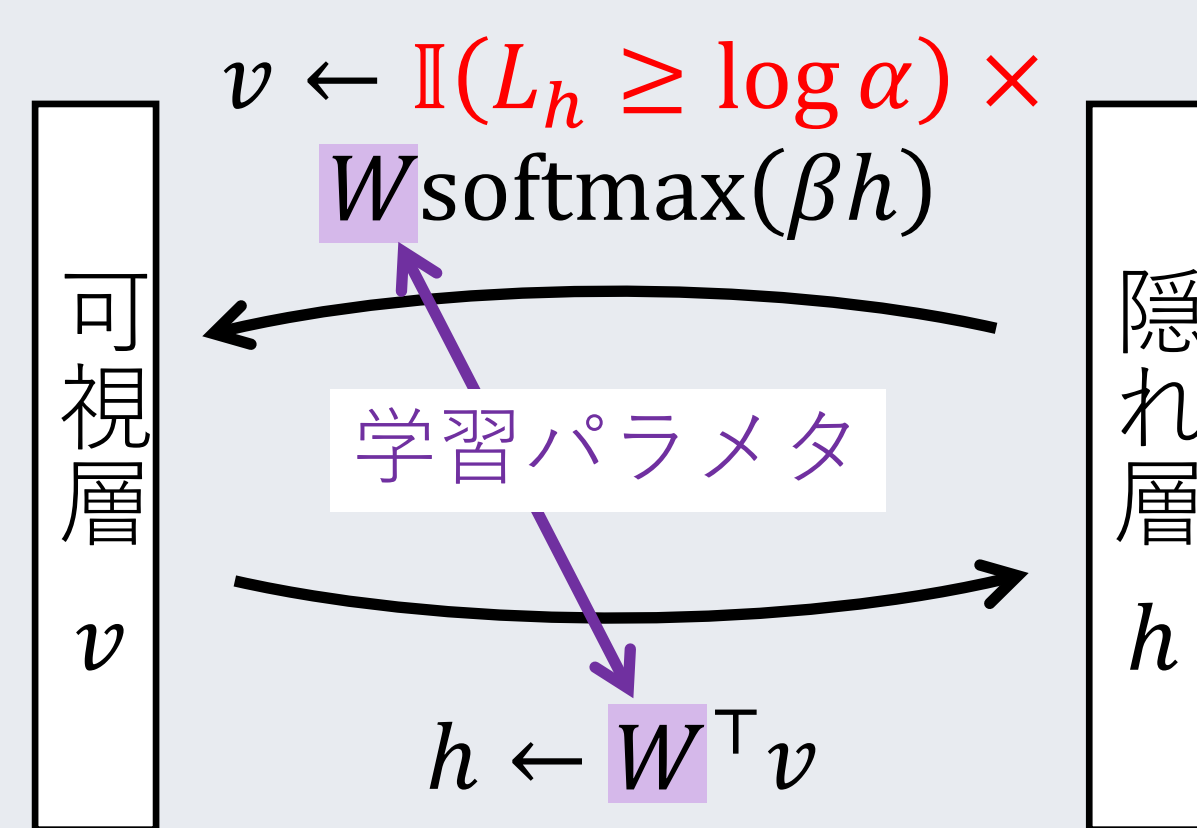 v ← 𝕀(L_h ≥ log α) ×
W softmax(βh)
可視層
v
学習パラメタ
隠れ層
h
h ← W^⊤ v